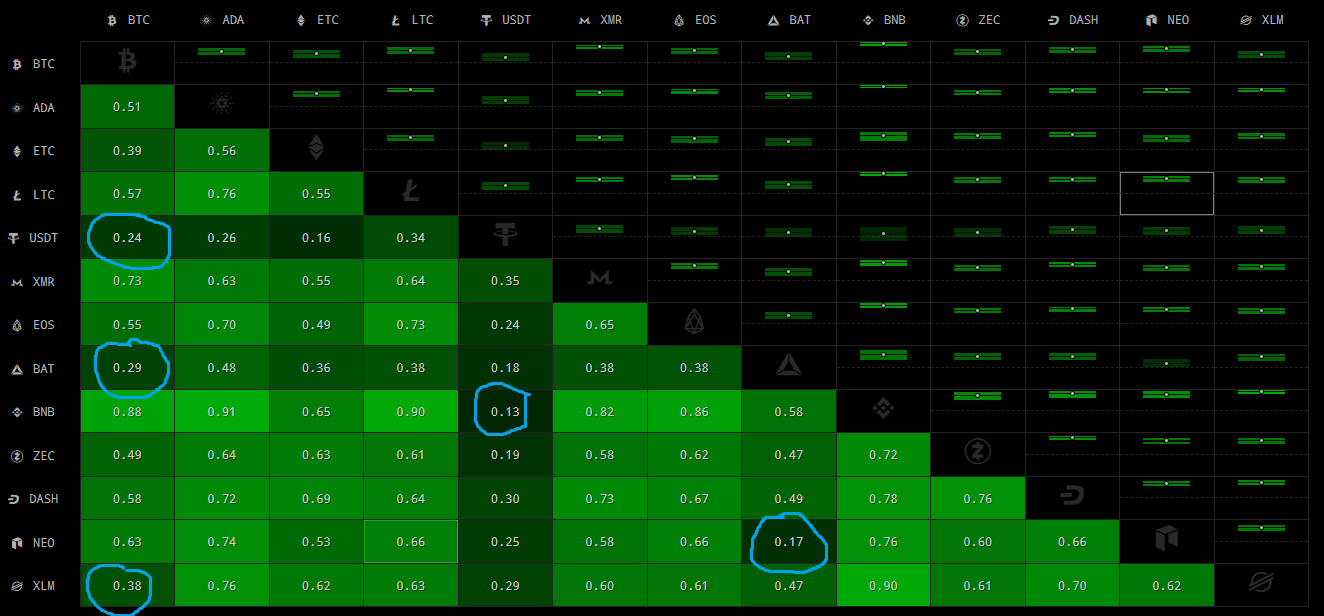 BTC ADA ETC LTC USDT XMR EOS BAT BNB ZEC DASH NEO XLM
BTC
ADA 0.51
ETC 0.39 0.56
LTC 0.57 0.76 0.55
USDT 0.24 0.26 0.16 0.34
XMR 0.73 0.63 0.55 0.64 0.35
EOS 0.55 0.70 0.49 0.73 0.24 0.65
BAT 0.29 0.48 0.36 0.38 0.18 0.38 0.38
BNB 0.88 0.91 0.65 0.90 0.13 0.82 0.86 0.58
ZEC 0.49 0.64 0.63 0.61 0.19 0.58 0.62 0.47 0.72
DASH 0.58 0.72 0.69 0.64 0.30 0.73 0.67 0.49 0.78 0.76
NEO 0.63 0.74 0.53 0.66 0.25 0.58 0.66 0.17 0.76 0.60 0.66
XLM 0.38 0.76 0.62 0.63 0.29 0.60 0.61 0.47 0.90 0.61 0.70 0.62